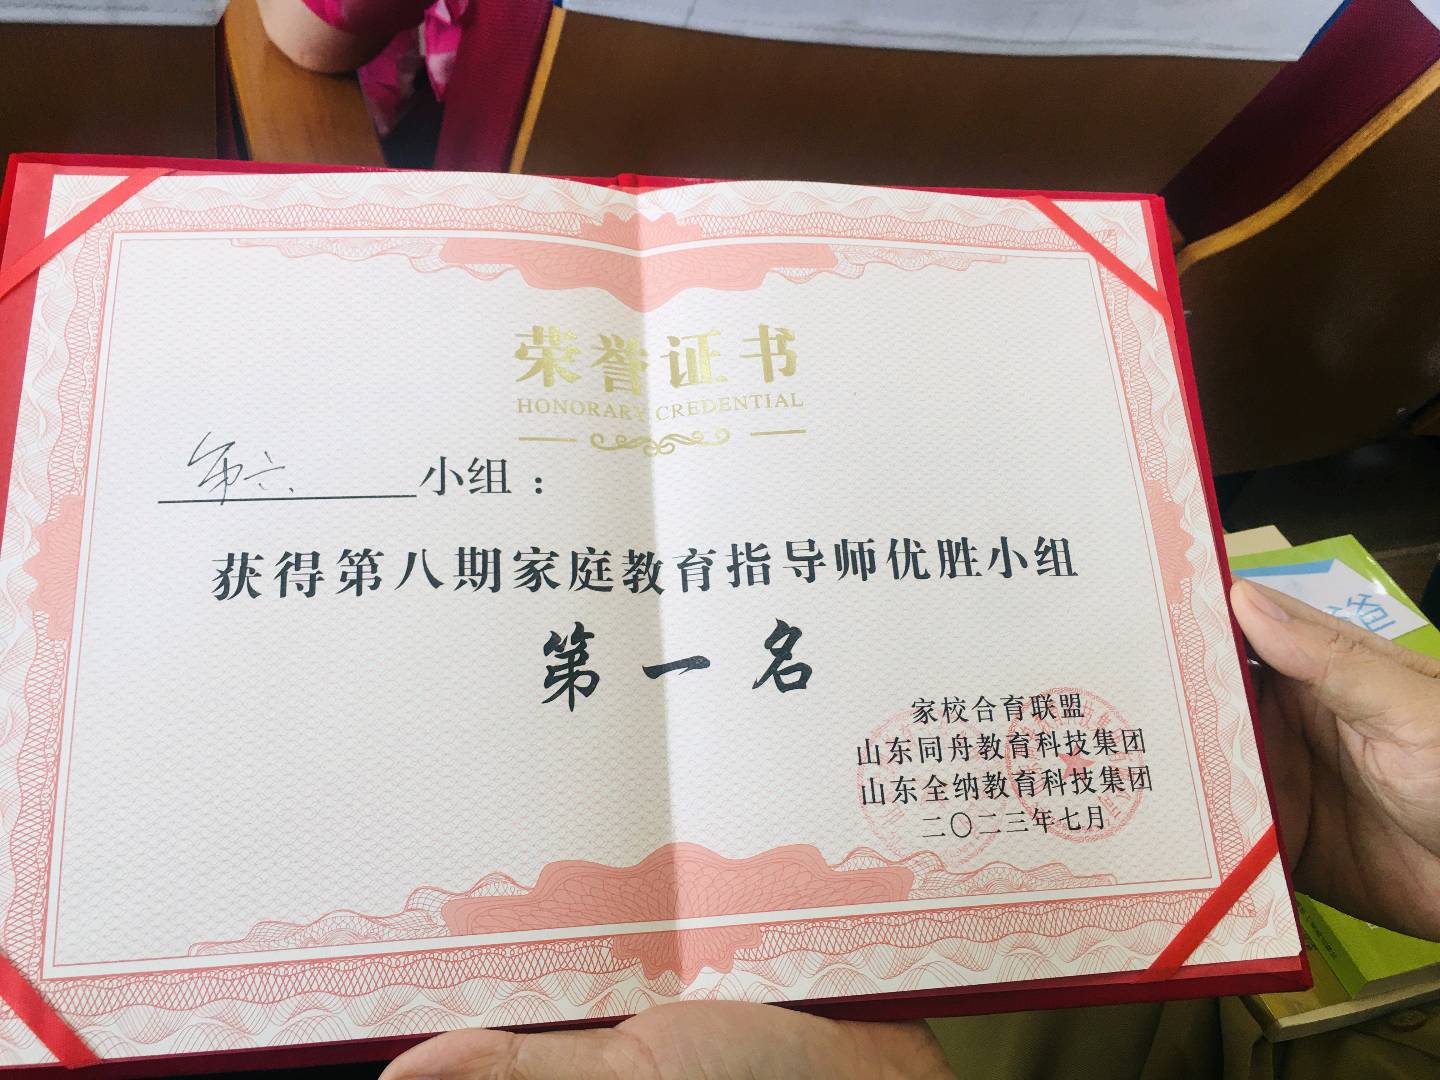 荣誉证书
HONORARY CREDENTIAL
第六 小组：
获得第八期家庭教育指导师优胜小组
第一名
家校合育联盟
山东同舟教育科技集团
山东全纳教育科技集团
二〇二三年七月